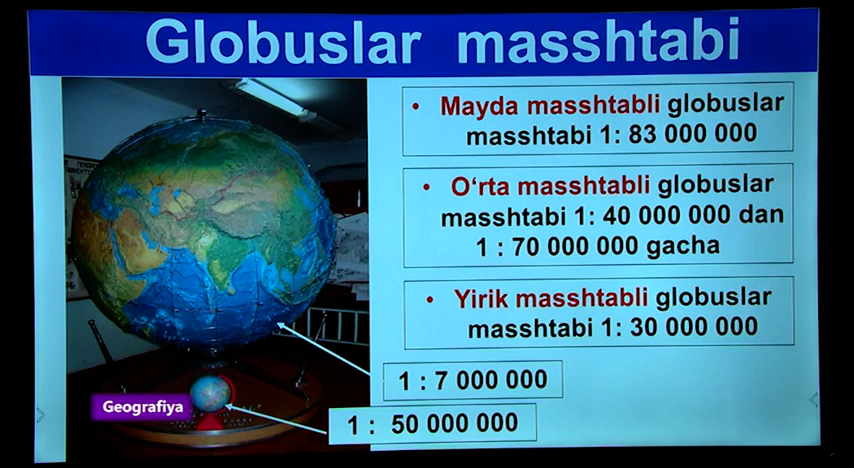 Globuslar masshtabi
• Mayda masshtabli globuslar
masshtabi 1: 83 000 000
• O‘rta masshtabli globuslar
masshtabi 1: 40 000 000 dan
1 : 70 000 000 gacha
• Yirik masshtabli globuslar
masshtabi 1: 30 000 000
1 : 7 000 000
1 : 50 000 000
Geografiya